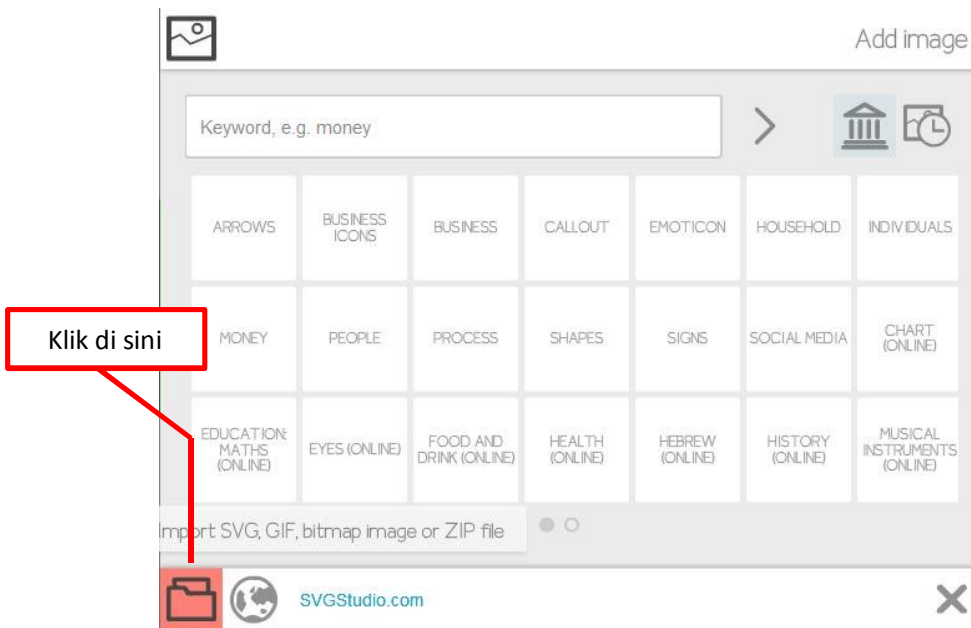 Add image
Keyword, e.g. money
ARROWS
BUSINESS
ICONS
BUSINESS
CALLOUT
EMOTICON
HOUSEHOLD
INDIVIDUALS
Klik di sini
MONEY
PEOPLE
PROCESS
SHAPES
SIGNS
SOCIAL MEDIA
CHART
(ONLINE)
EDUCATION:
MATHS
(ONLINE)
EYES (ONLINE)
FOOD AND
DRINK (ONLINE)
HEALTH
(ONLINE)
HEBREW
(ONLINE)
HISTORY
(ONLINE)
MUSICAL
INSTRUMENTS
(ONLINE)
Import SVG, GIF, bitmap image or ZIP file
SVGStudio.com